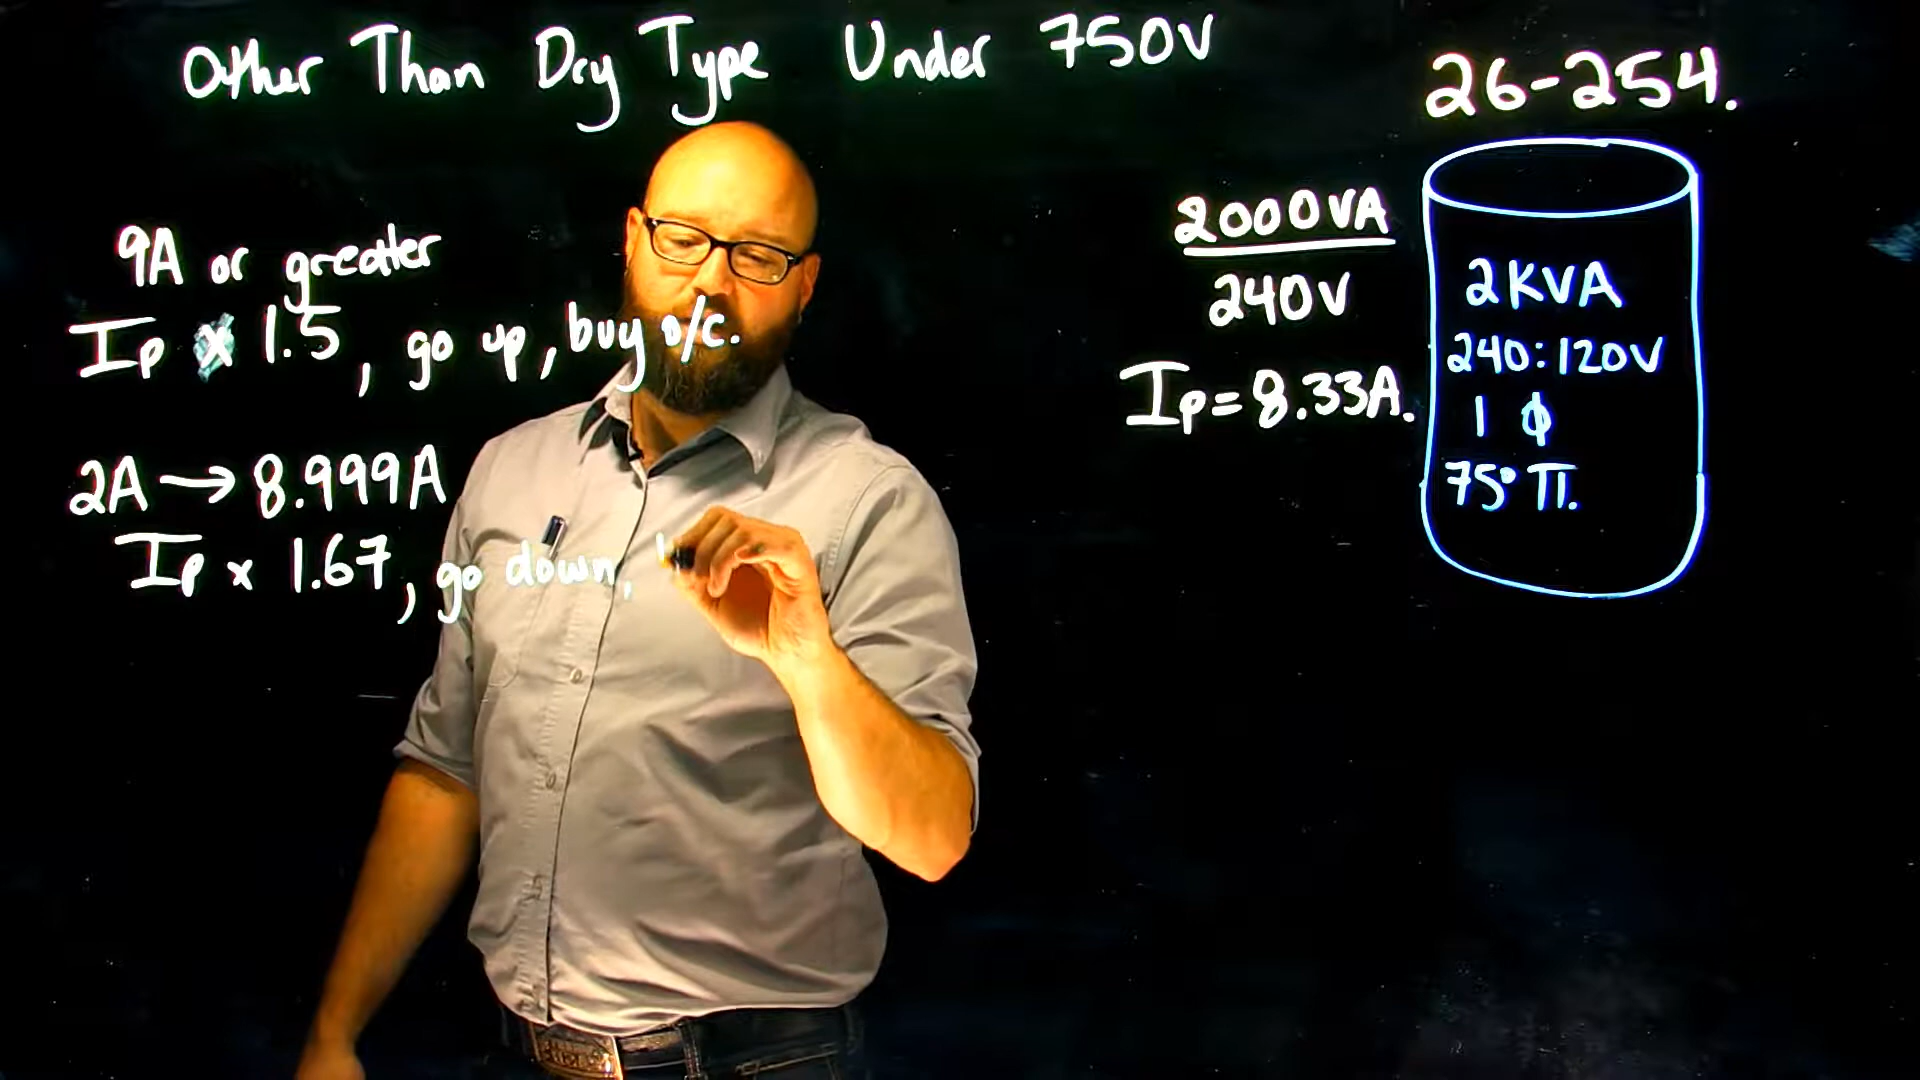 Other Than Dry Type Under 750V
26-254.
9A or greater
Ip x 1.5, go up, buy o/c.
2A → 8.999A
Ip x 1.67, go down,
2000VA
240V
Ip = 8.33A.
2KVA
240:120V
1 ϕ
75° TT.